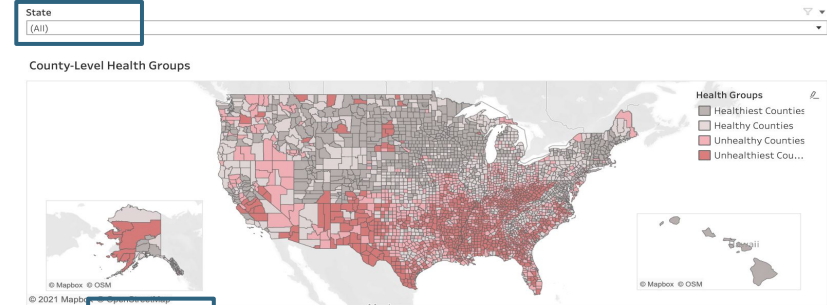 State
(All)
County-Level Health Groups
Health Groups
Healthiest Counties
Healthy Counties
Unhealthy Counties
Unhealthiest Cou...
Hawaii
© Mapbox © OSM
© Mapbox © OSM
© 2021 Mapbox © OpenStreetMap